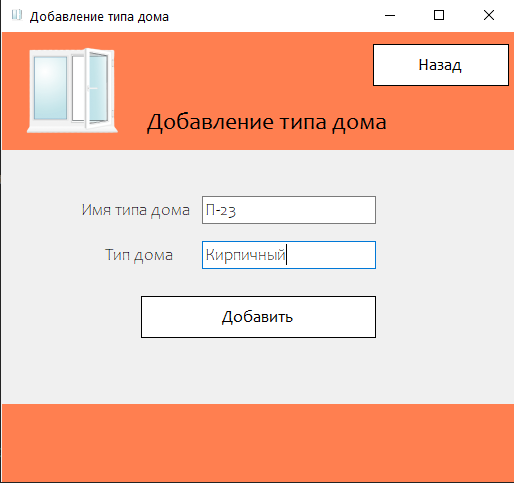 Добавление типа дома
Назад
Добавление типа дома
Имя типа дома П-23
Тип дома Кирпичный
Добавить